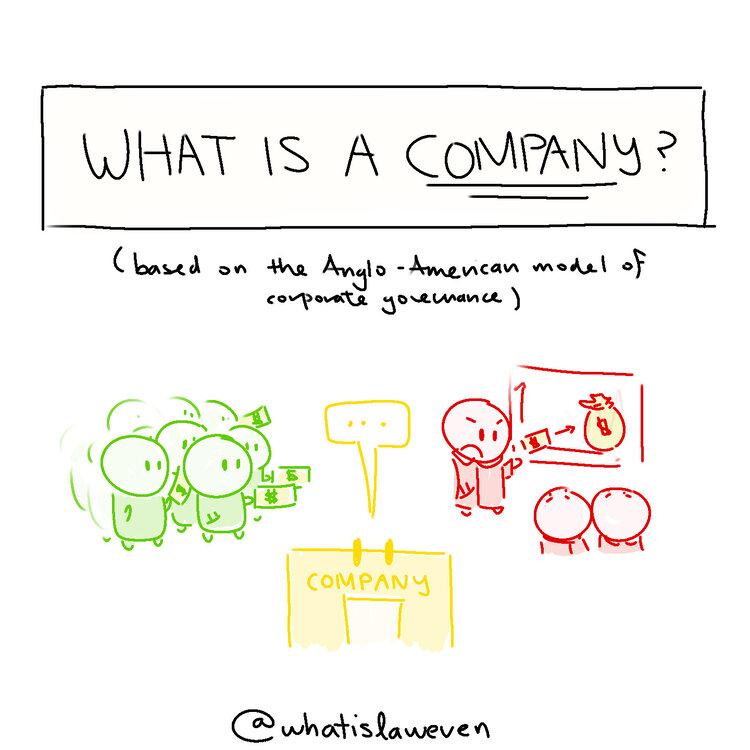 WHAT IS A COMPANY?
(based on the Anglo-American model of
corporate governance)
$
$
$
...
$
$
$
COMPANY
@whatislaweven